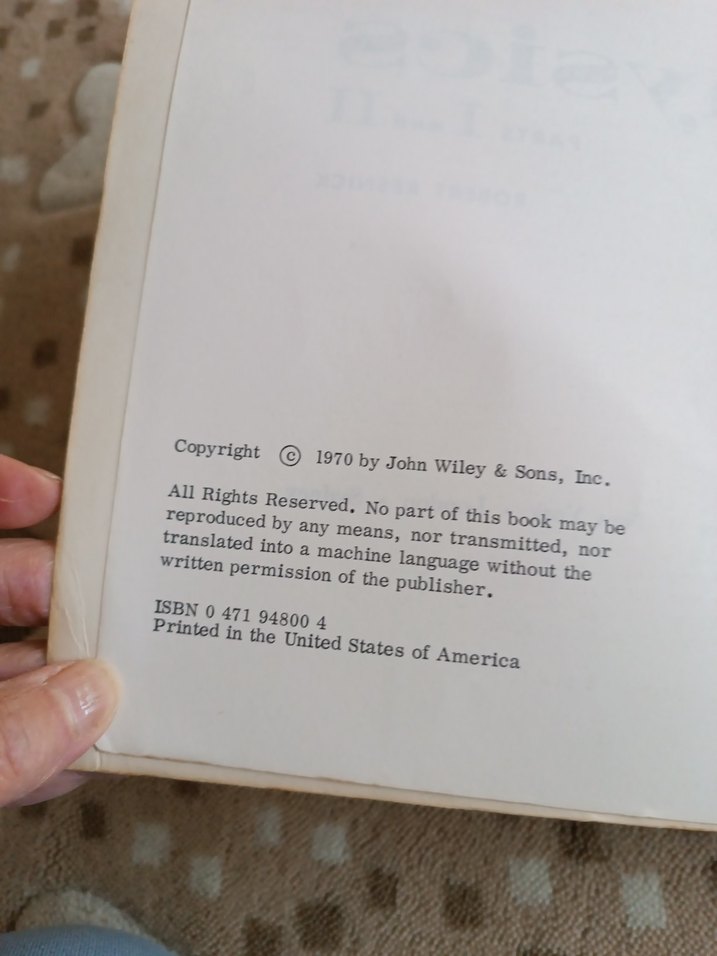 Copyright © 1970 by John Wiley & Sons, Inc.
All Rights Reserved. No part of this book may be
reproduced by any means, nor transmitted, nor
translated into a machine language without the
written permission of the publisher.
ISBN 0 471 94800 4
Printed in the United States of America